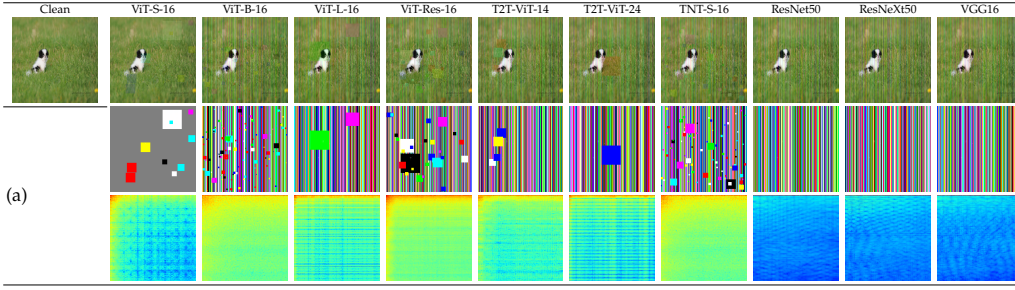 Clean ViT-S-16 ViT-B-16 ViT-L-16 ViT-Res-16 T2T-ViT-14 T2T-ViT-24 TNT-S-16 ResNet50 ResNeXt50 VGG16
(a)